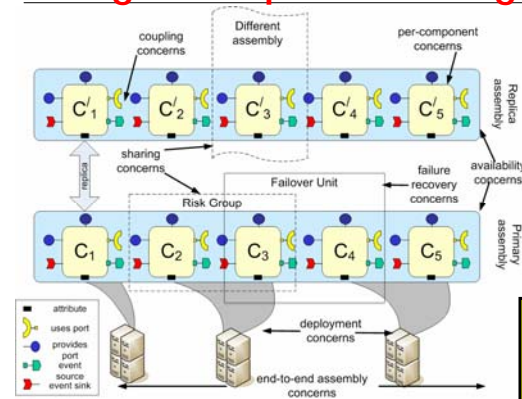 Different
assembly
coupling
concerns
per-component
concerns
C/1
C/2
C/3
C/4
C/5
Replica
assembly
replica
sharing
concerns
Risk Group
Failover Unit
failure
recovery
concerns
availability
concerns
C1
C2
C3
C4
C5
Primary
assembly
attribute
uses port
provides
port
event
source
event sink
deployment
concerns
end-to-end assembly
concerns